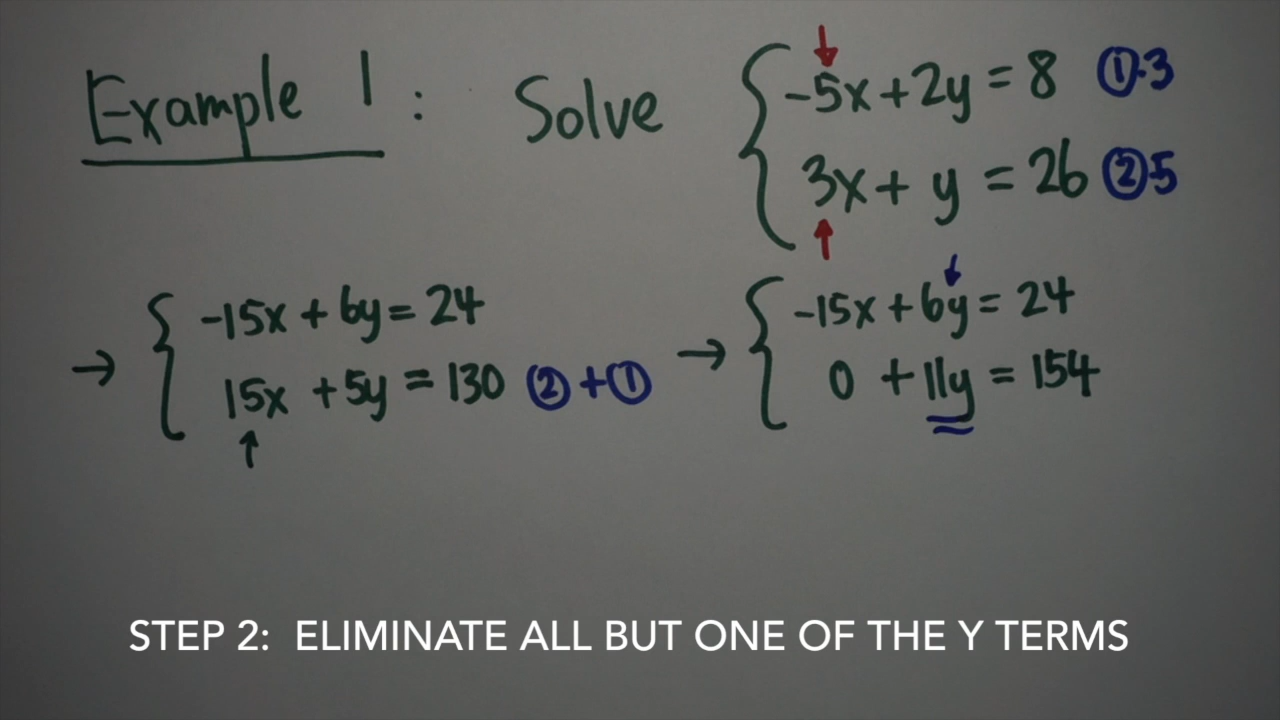 Example 1: Solve
-5x+2y=8 ①·3
3x+y=26 ②·5
→ -15x+6y=24
15x+5y=130 ②+①
→ -15x+6y=24
0+11y=154
STEP 2: ELIMINATE ALL BUT ONE OF THE Y TERMS